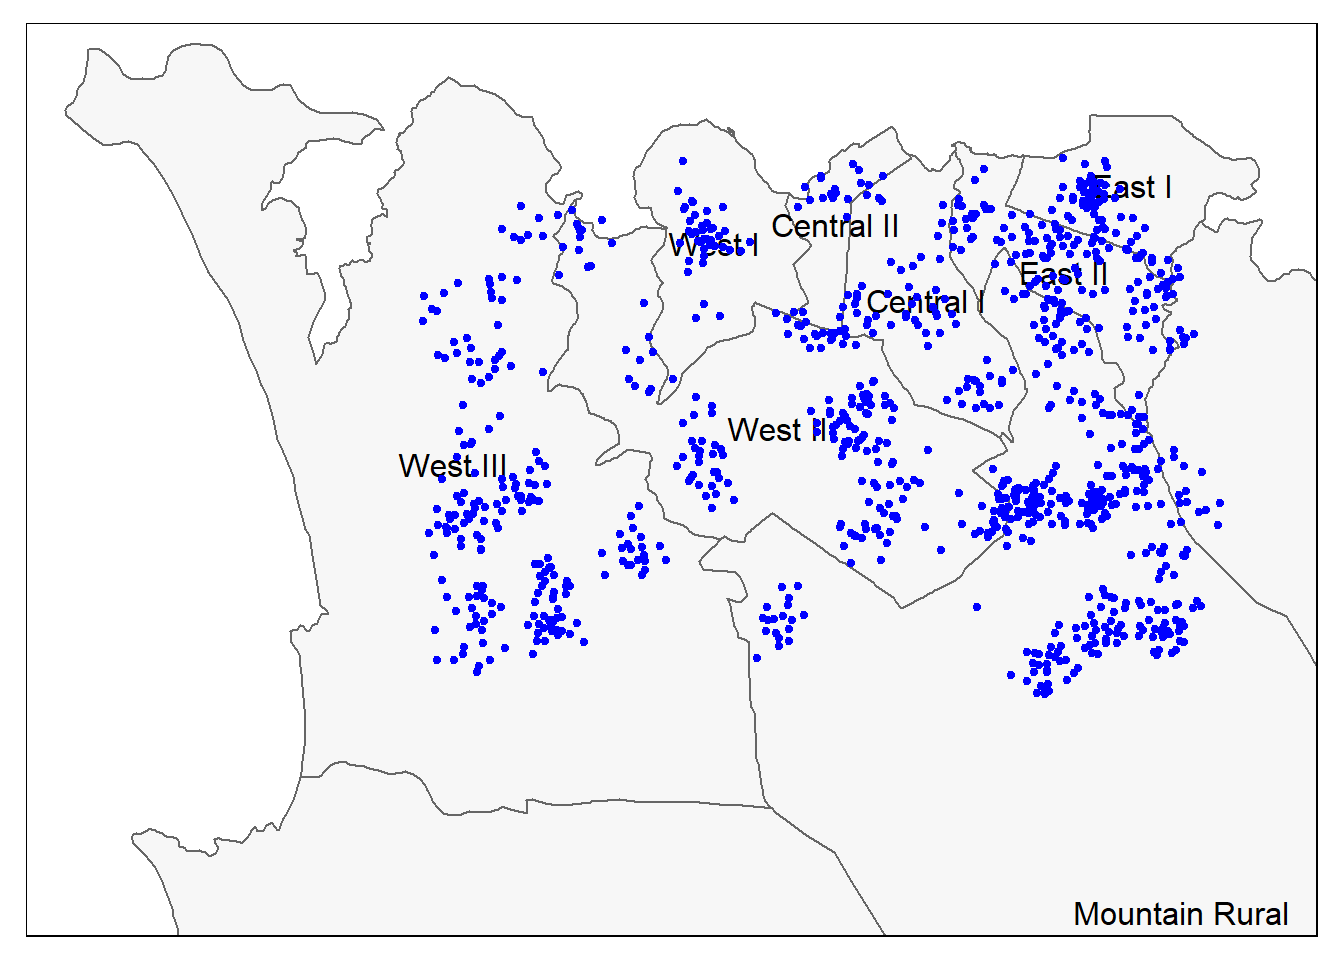 East I
Central II
West I
East II
Central I
West II
West III
Mountain Rural